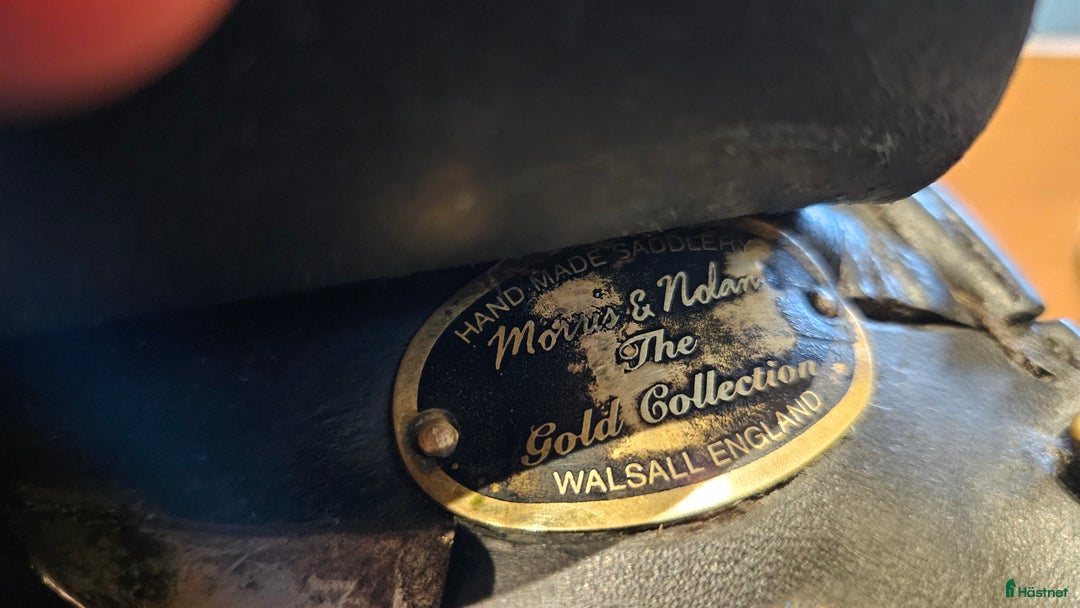 HAND MADE SADDLERY
Morris & Nolan
The
Gold Collection
WALSALL ENGLAND
Hästnet